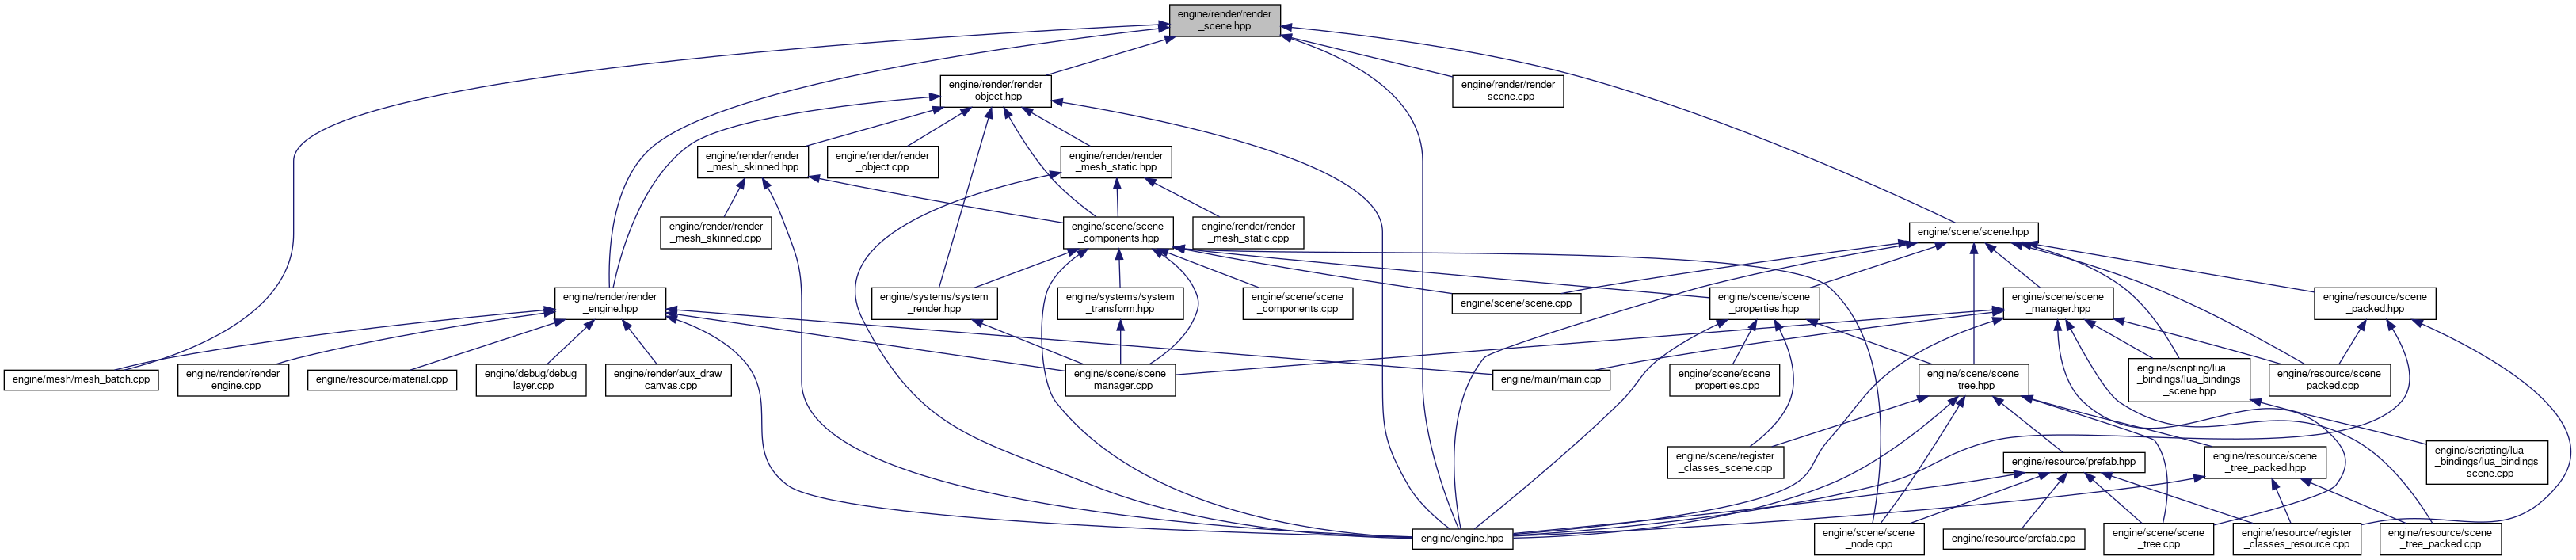 engine/render/render
_scene.hpp
engine/render/render
_object.hpp
engine/render/render
_scene.cpp
engine/render/render
_mesh_skinned.hpp
engine/render/render
_object.cpp
engine/render/render
_mesh_static.hpp
engine/render/render
_mesh_skinned.cpp
engine/scene/scene
_components.hpp
engine/render/render
_mesh_static.cpp
engine/scene/scene.hpp
engine/render/render
_engine.hpp
engine/systems/system
_render.hpp
engine/systems/system
_transform.hpp
engine/scene/scene
_components.cpp
engine/scene/scene.cpp
engine/scene/scene
_properties.hpp
engine/scene/scene
_manager.hpp
engine/resource/scene
_packed.hpp
engine/mesh/mesh_batch.cpp
engine/render/render
_engine.cpp
engine/resource/material.cpp
engine/debug/debug
_layer.cpp
engine/render/aux_draw
_canvas.cpp
engine/scene/scene
_manager.cpp
engine/main/main.cpp
engine/scene/scene
_properties.cpp
engine/scene/scene
_tree.hpp
engine/scripting/lua
_bindings/lua_bindings
_scene.hpp
engine/resource/scene
_packed.cpp
engine/scene/register
_classes_scene.cpp
engine/resource/prefab.hpp
engine/resource/scene
_tree_packed.hpp
engine/scripting/lua
_bindings/lua_bindings
_scene.cpp
engine/engine.hpp
engine/scene/scene
_node.cpp
engine/resource/prefab.cpp
engine/scene/scene
_tree.cpp
engine/resource/register
_classes_resource.cpp
engine/resource/scene
_tree_packed.cpp